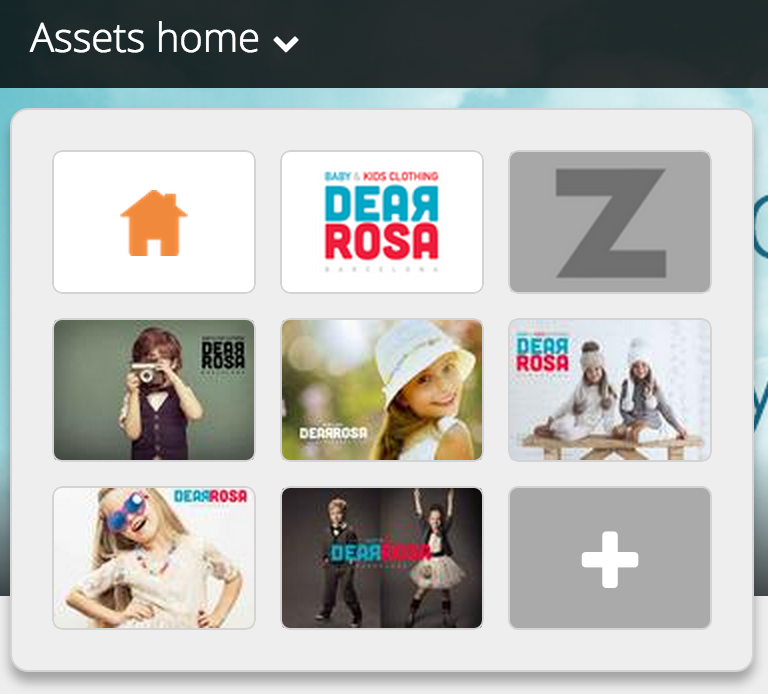 Assets home
BABY & KIDS CLOTHING
DEAR
ROSA
BARCELONA
Z
DEAR
ROSA
DEARROSA
DEAR
ROSA
DEARROSA
DEARROSA